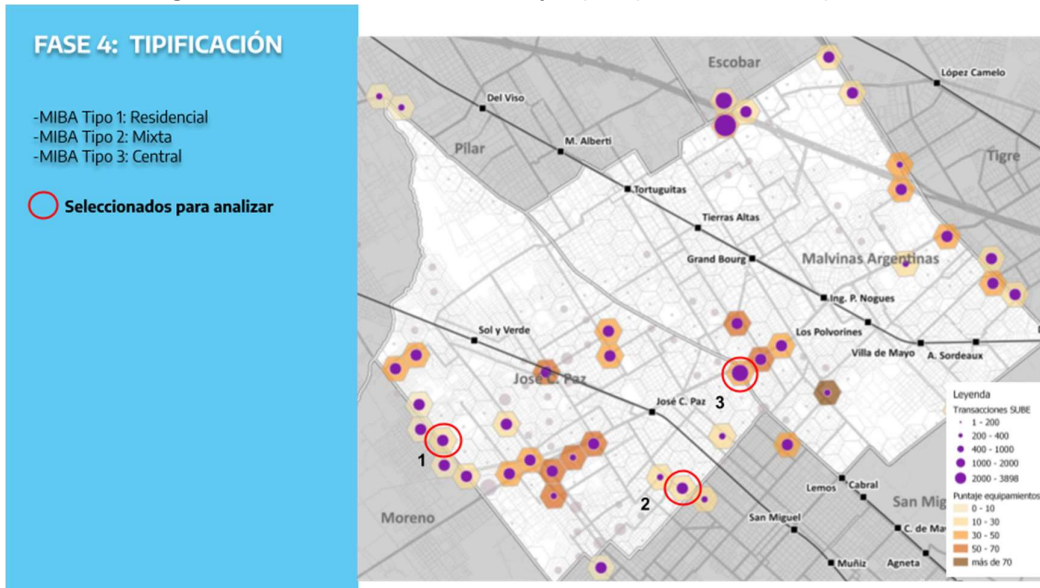 FASE 4: TIPIFICACIÓN
-MIBA Tipo 1: Residencial
-MIBA Tipo 2: Mixta
-MIBA Tipo 3: Central
Seleccionados para analizar
Escobar
López Camelo
Del Viso
Pilar
M. Alberti
Tigre
Tortuguitas
Tierras Altas
Grand Bourg
Malvinas Argentinas
Ing. P. Nogues
Los Polvorines
Sol y Verde
Villa de Mayo
A. Sordeaux
José C. Paz
José C. Paz
3
1
2
Moreno
San Miguel
Lemos
Cabral
San Mig
C. de Ma
Muñiz
Agneta
Leyenda
Transacciones SUBE
1 - 200
200 - 400
400 - 1000
1000 - 2000
2000 - 3898
Puntaje equipamientos
0 - 10
10 - 30
30 - 50
50 - 70
más de 70